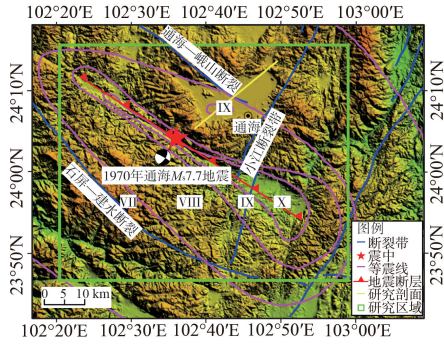 102°20′E 102°30′E 102°40′E 102°50′E 103°00′E
24°10′N
24°00′N
23°50′N
24°10′N
24°00′N
23°50′N
通海—峨山断裂
IX
通海
小江断裂带
1970年通海Ms7.7地震
石屏—建水断裂
VII
VIII
IX
X
图例
断裂带
震中
等震线
地震断层
研究剖面
研究区域
0 5 10 km
102°20′E 102°30′E 102°40′E 102°50′E 103°00′E